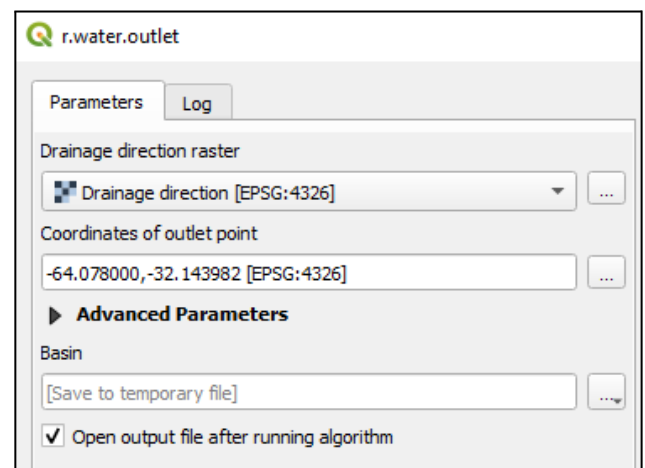 r.water.outlet
Parameters Log
Drainage direction raster
Drainage direction [EPSG:4326]
...
Coordinates of outlet point
-64.078000,-32.143982 [EPSG:4326]
...
Advanced Parameters
Basin
[Save to temporary file]
...
Open output file after running algorithm